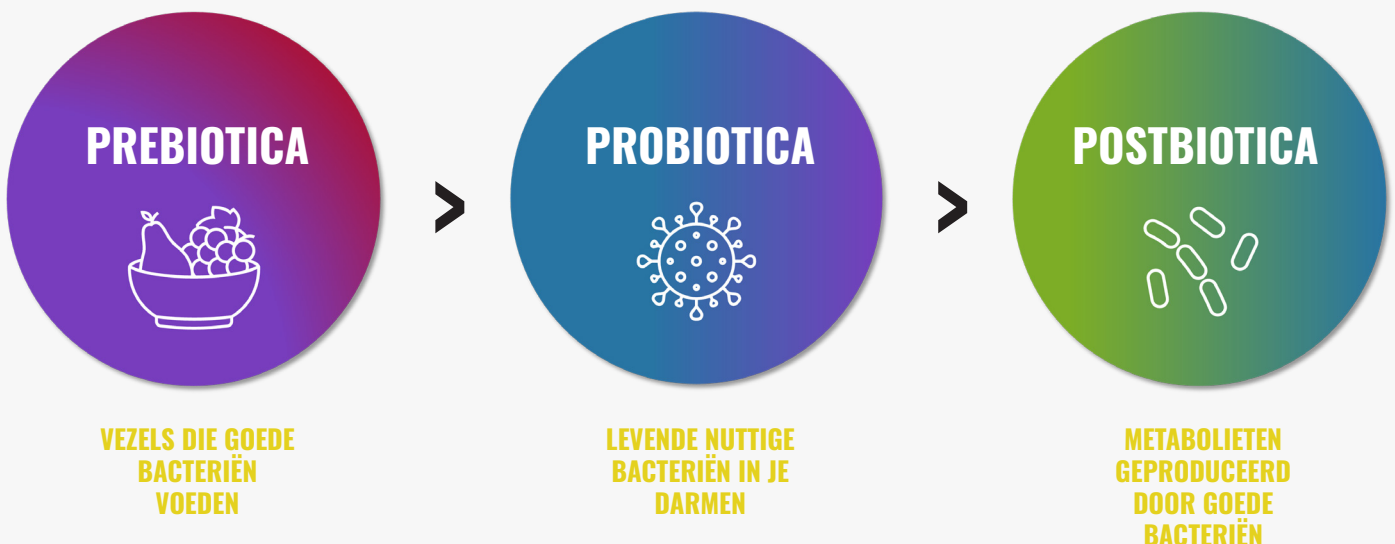 PREBIOTICA
>
PROBIOTICA
>
POSTBIOTICA
VEZELS DIE GOEDE
BACTERIËN
VOEDEN
LEVENDE NUTTIGE
BACTERIËN IN JE
DARMEN
METABOLIETEN
GEPRODUCEERD
DOOR GOEDE
BACTERIËN